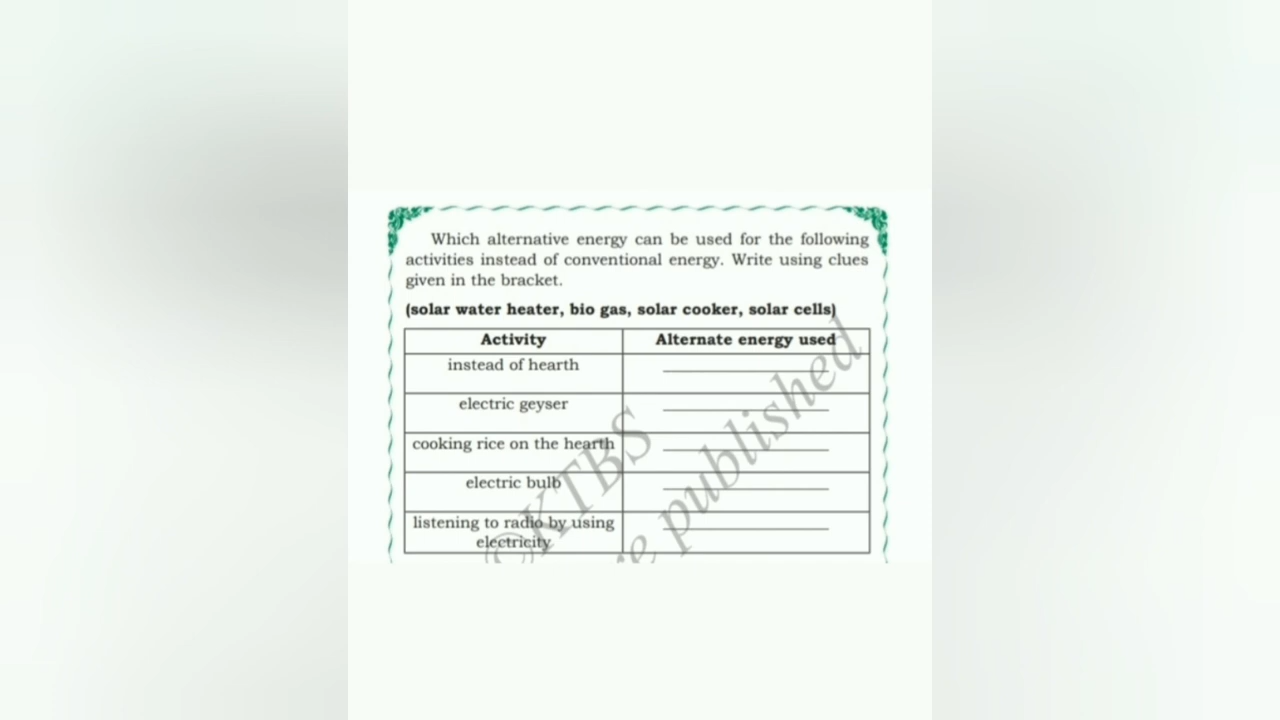 Which alternative energy can be used for the following
activities instead of conventional energy. Write using clues
given in the bracket.
(solar water heater, bio gas, solar cooker, solar cells)
Activity Alternate energy used
instead of hearth
electric geyser
cooking rice on the hearth
electric bulb
listening to radio by using
electricity
©KTBS
published